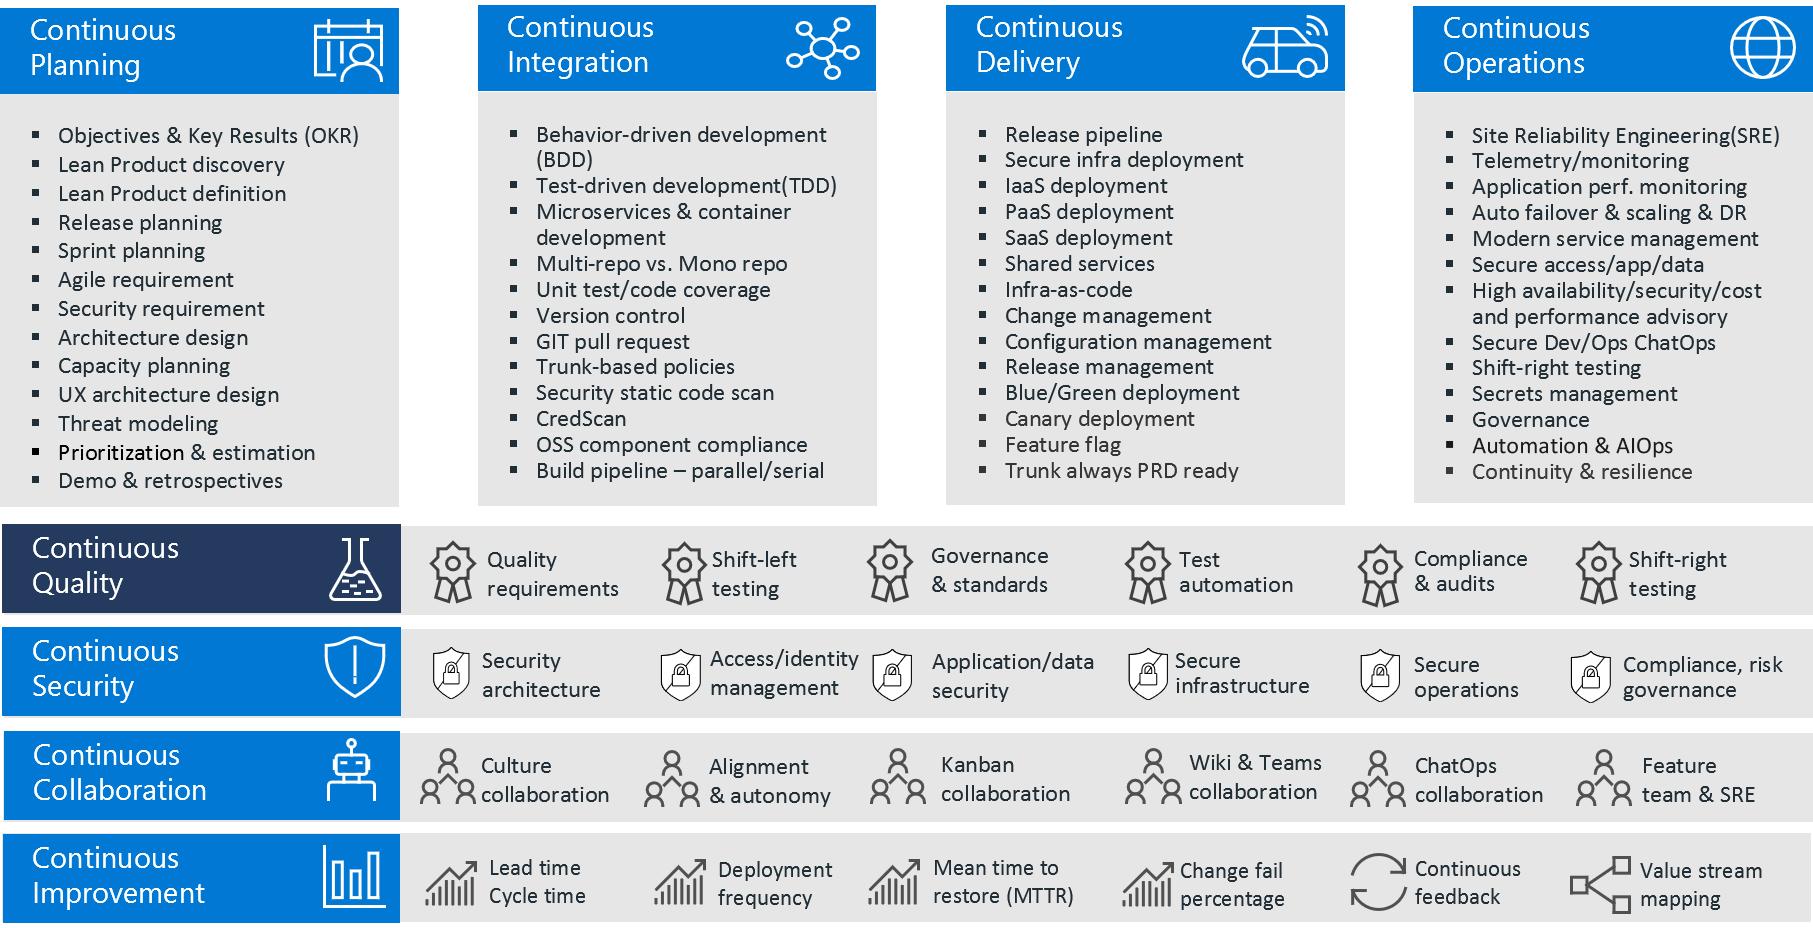 Continuous
Planning
Objectives & Key Results (OKR)
Lean Product discovery
Lean Product definition
Release planning
Sprint planning
Agile requirement
Security requirement
Architecture design
Capacity planning
UX architecture design
Threat modeling
Prioritization & estimation
Demo & retrospectives
Continuous
Integration
Behavior-driven development
(BDD)
Test-driven development(TDD)
Microservices & container
development
Multi-repo vs. Mono repo
Unit test/code coverage
Version control
GIT pull request
Trunk-based policies
Security static code scan
CredScan
OSS component compliance
Build pipeline – parallel/serial
Continuous
Delivery
Release pipeline
Secure infra deployment
IaaS deployment
PaaS deployment
SaaS deployment
Shared services
Infra-as-code
Change management
Configuration management
Release management
Blue/Green deployment
Canary deployment
Feature flag
Trunk always PRD ready
Continuous
Operations
Site Reliability Engineering(SRE)
Telemetry/monitoring
Application perf. monitoring
Auto failover & scaling & DR
Modern service management
Secure access/app/data
High availability/security/cost
and performance advisory
Secure Dev/Ops ChatOps
Shift-right testing
Secrets management
Governance
Automation & AIOps
Continuity & resilience
Continuous
Quality
Quality
requirements
Shift-left
testing
Governance
& standards
Test
automation
Compliance
& audits
Shift-right
testing
Continuous
Security
Security
architecture
Access/identity
management
Application/data
security
Secure
infrastructure
Secure
operations
Compliance, risk
governance
Continuous
Collaboration
Culture
collaboration
Alignment
& autonomy
Kanban
collaboration
Wiki & Teams
collaboration
ChatOps
collaboration
Feature
team & SRE
Continuous
Improvement
Lead time
Cycle time
Deployment
frequency
Mean time to
restore (MTTR)
Change fail
percentage
Continuous
feedback
Value stream
mapping